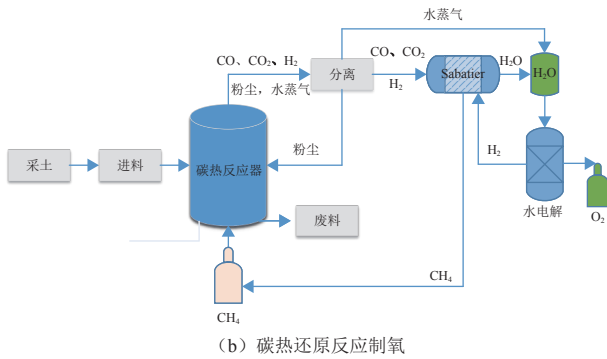 水蒸气
CO、CO₂、H₂
粉尘，水蒸气
分离
CO、CO₂
H₂
Sabatier
H₂O
H₂O
采土
进料
碳热反应器
粉尘
H₂
水电解
O₂
废料
CH₄
CH₄
（b）碳热还原反应制氧